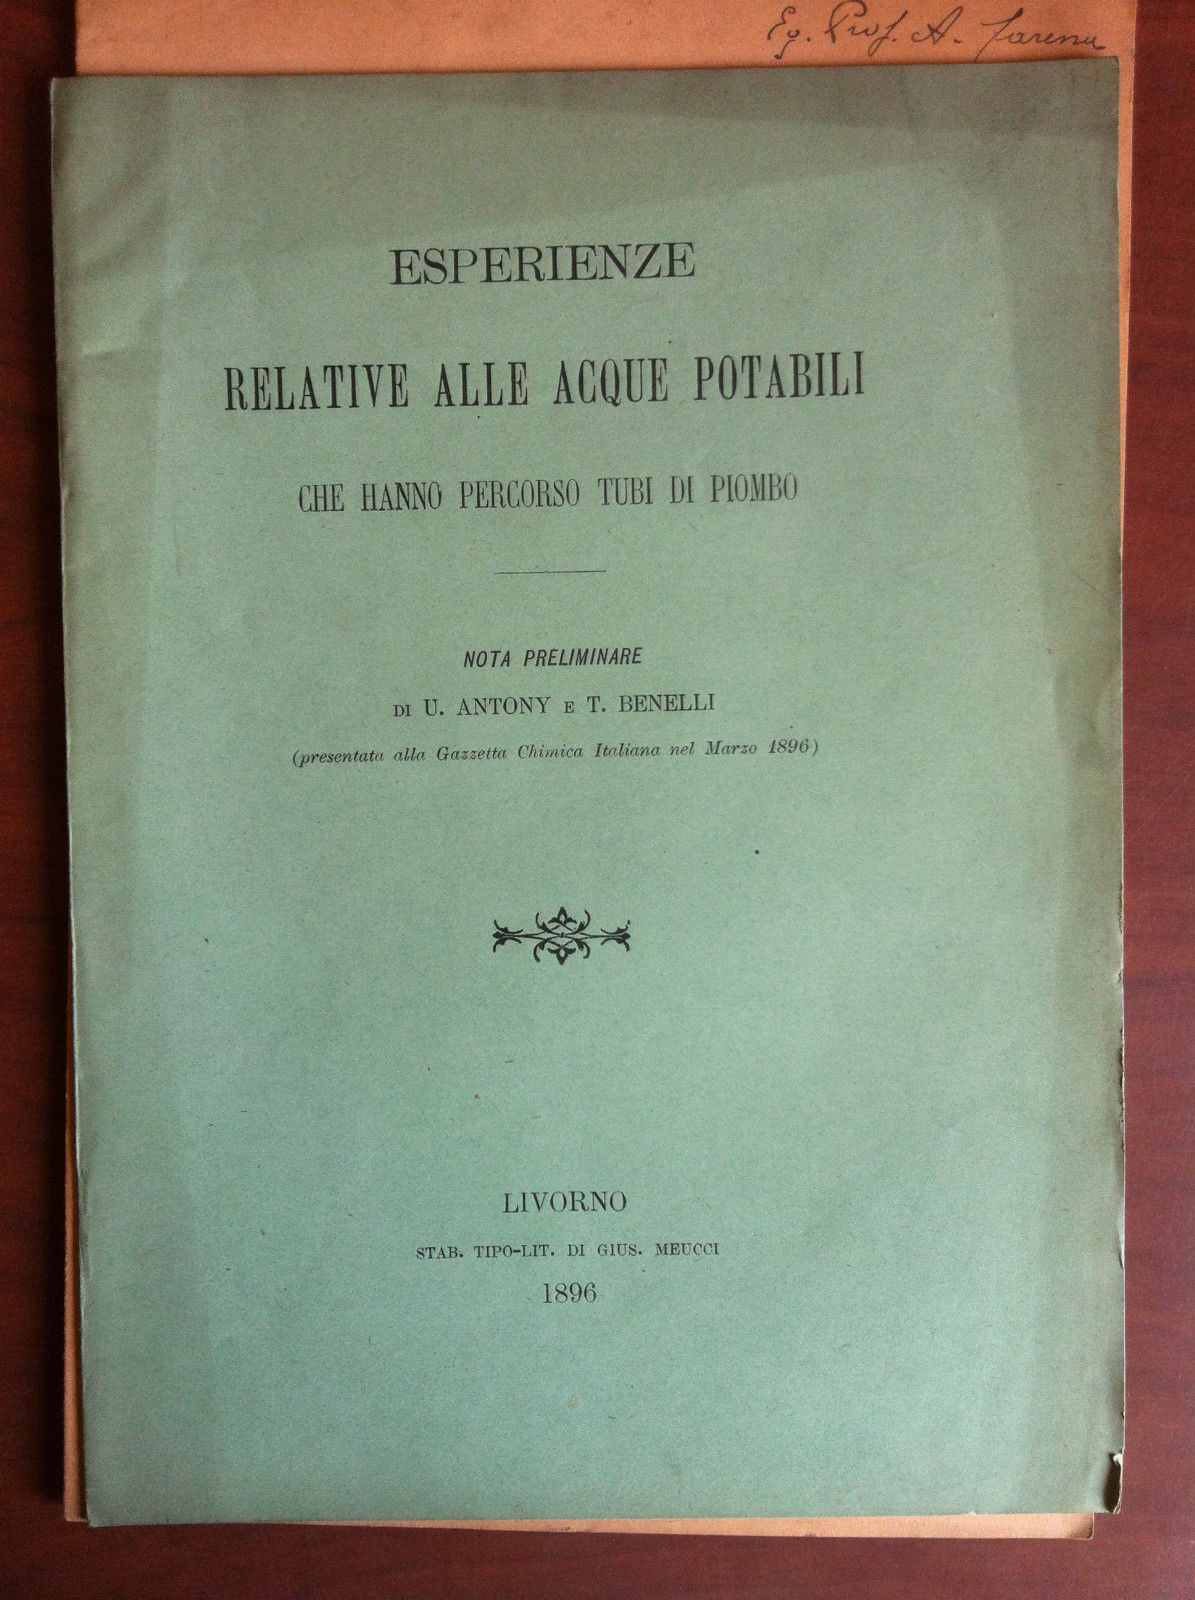 Eg. Prof. A. Farena
ESPERIENZE
RELATIVE ALLE ACQUE POTABILI
CHE HANNO PERCORSO TUBI DI PIOMBO
NOTA PRELIMINARE
DI U. ANTONY E T. BENELLI
(presentata alla Gazzetta Chimica Italiana nel Marzo 1896)
LIVORNO
STAB. TIPO-LIT. DI GIUS. MEUCCI
1896